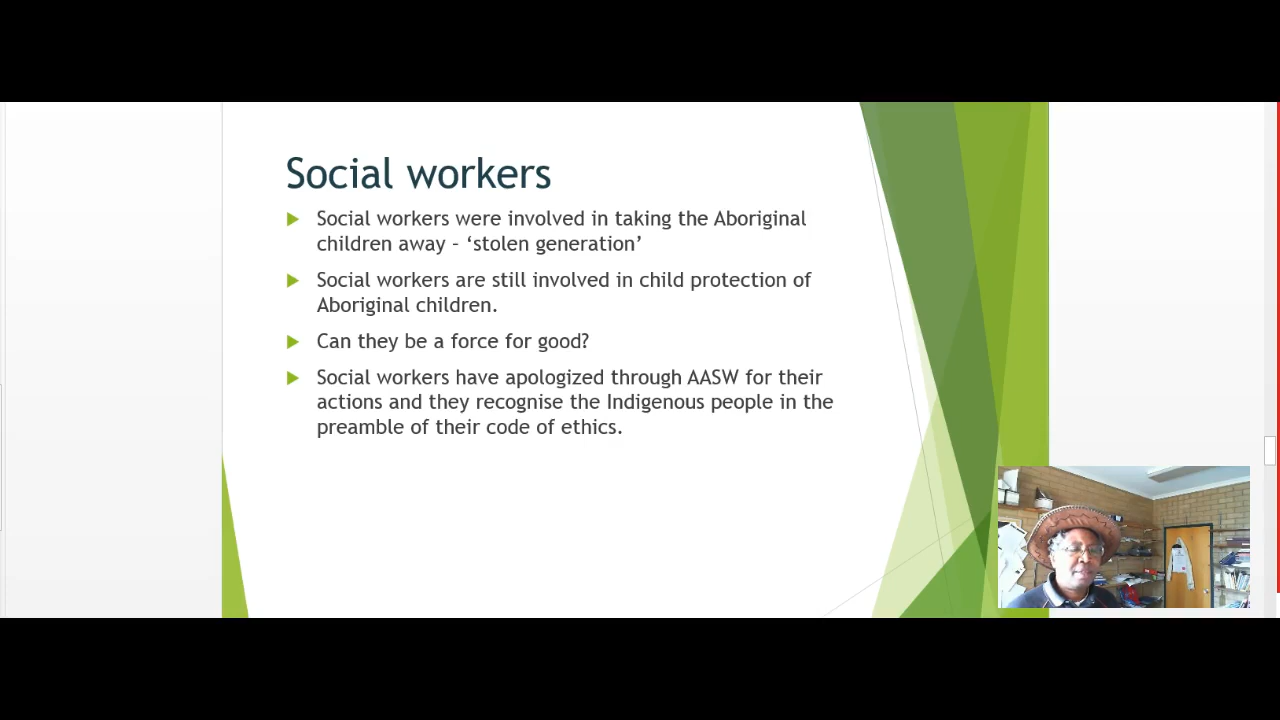 Social workers
Social workers were involved in taking the Aboriginal
children away – ‘stolen generation’
Social workers are still involved in child protection of
Aboriginal children.
Can they be a force for good?
Social workers have apologized through AASW for their
actions and they recognise the Indigenous people in the
preamble of their code of ethics.